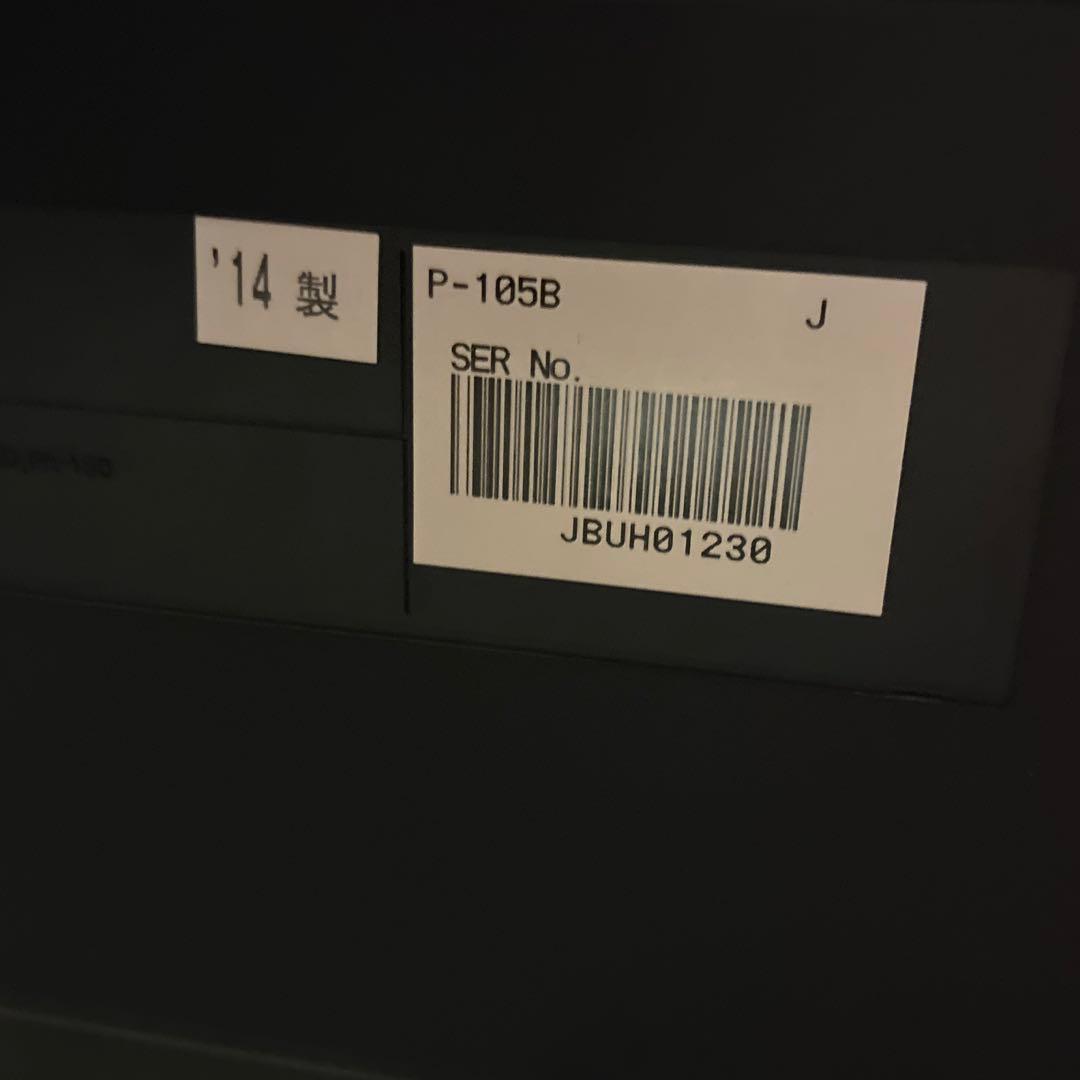 '14 製
P-105B J
SER No.
JBUH01230